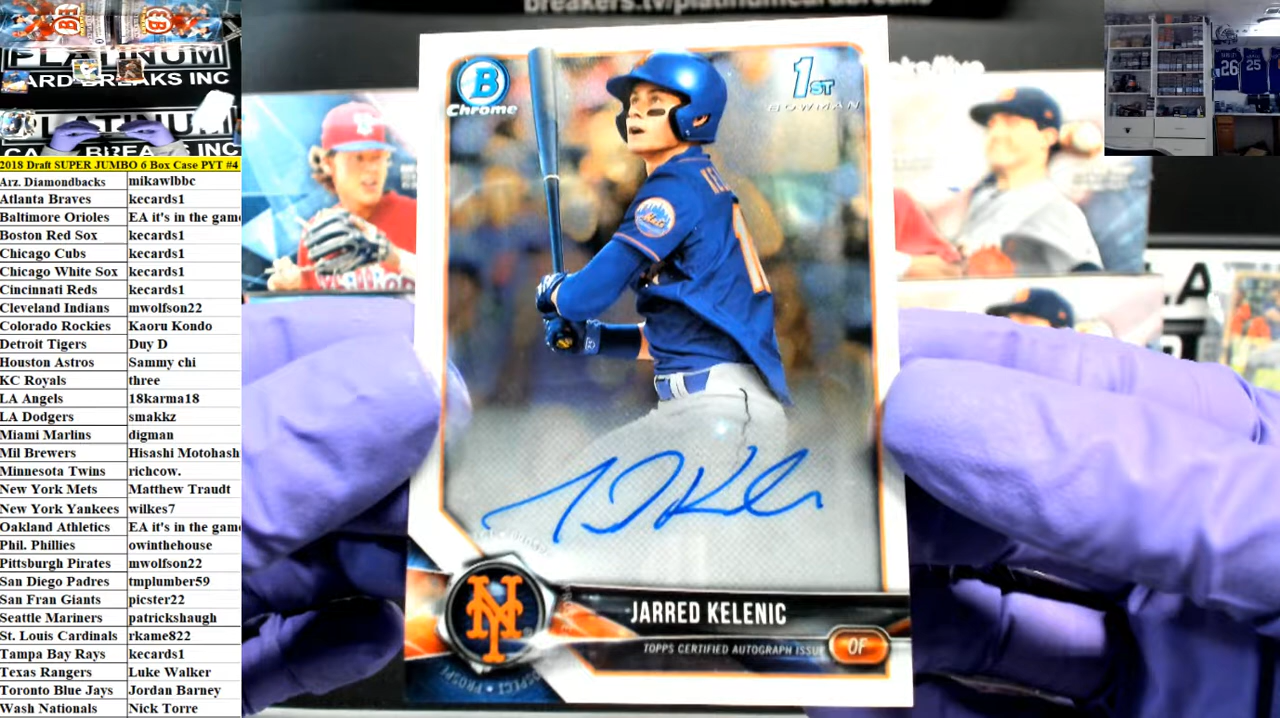 breakers.tv/platinumcardbreaks
PLATINUM
CARD BREAKS INC
PLATINUM
CARD BREAKS INC
2018 Draft SUPER JUMBO 6 Box Case PYT #4
Arz. Diamondbacks mikawlbbc
Atlanta Braves kecards1
Baltimore Orioles EA it's in the game
Boston Red Sox kecards1
Chicago Cubs kecards1
Chicago White Sox kecards1
Cincinnati Reds kecards1
Cleveland Indians mwolfson22
Colorado Rockies Kaoru Kondo
Detroit Tigers Duy D
Houston Astros Sammy chi
KC Royals three
LA Angels 18karma18
LA Dodgers smakkz
Miami Marlins digman
Mil Brewers Hisashi Motohash
Minnesota Twins richcow.
New York Mets Matthew Traudt
New York Yankees wilkes7
Oakland Athletics EA it's in the game
Phil. Phillies owinthehouse
Pittsburgh Pirates mwolfson22
San Diego Padres tmplumber59
San Fran Giants picster22
Seattle Mariners patrickshaugh
St. Louis Cardinals rkame822
Tampa Bay Rays kecards1
Texas Rangers Luke Walker
Toronto Blue Jays Jordan Barney
Wash Nationals Nick Torre
B
Chrome
1ST
BOWMAN
Mets
NY
JARRED KELENIC
TOPPS CERTIFIED AUTOGRAPH ISSUE
OF
26
25